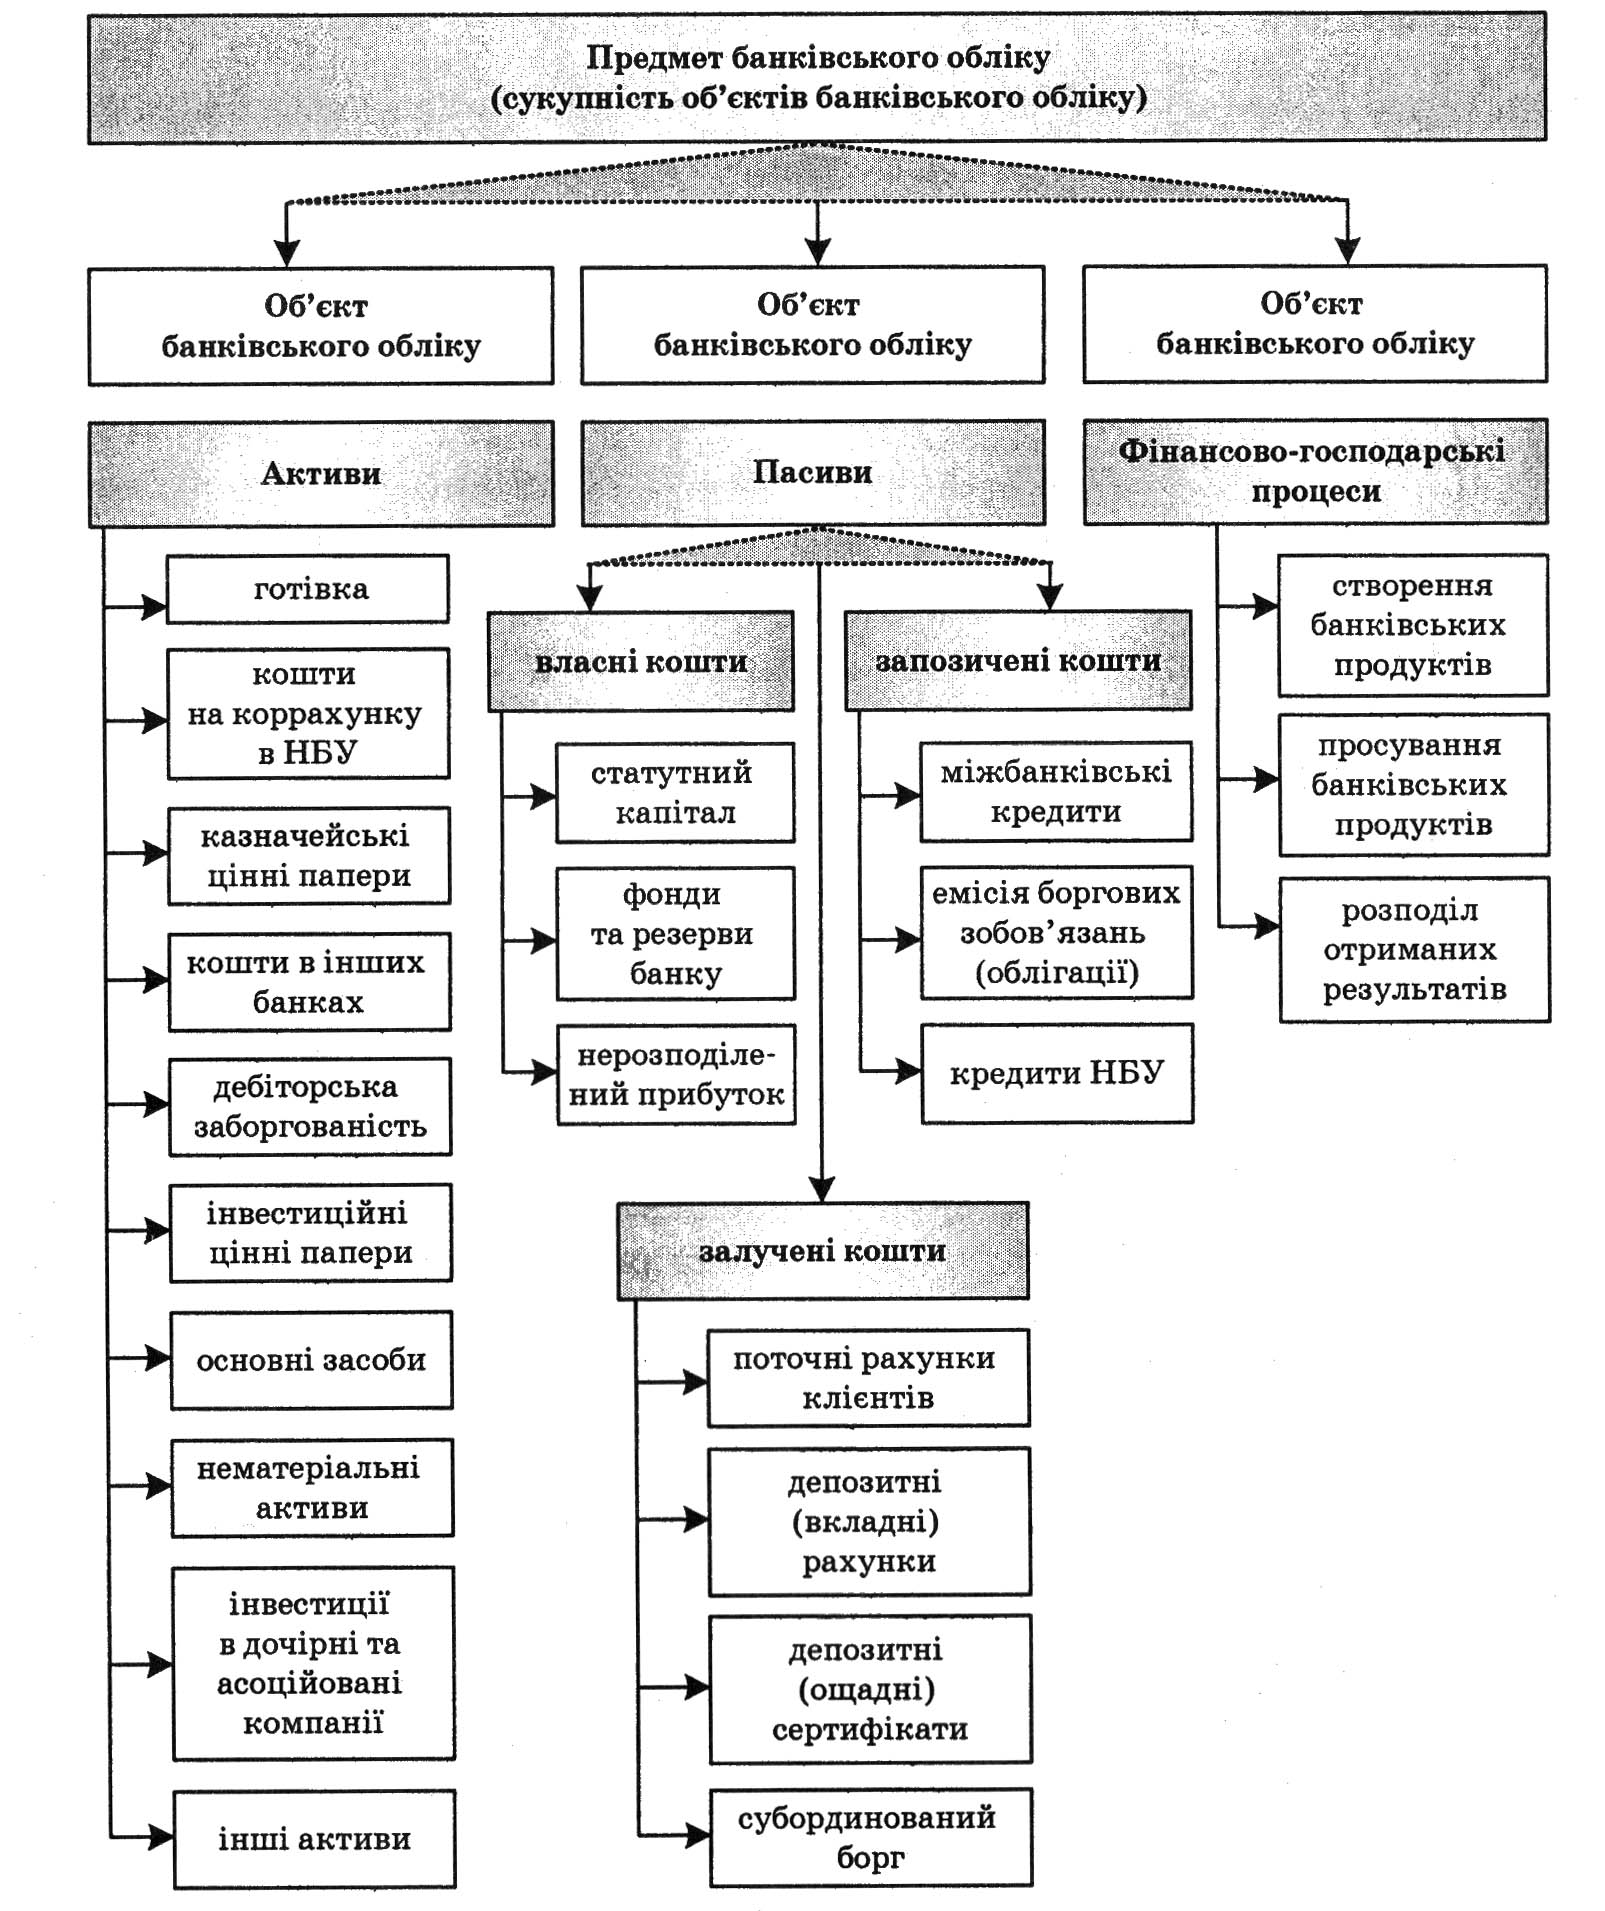 Предмет банківського обліку
(сукупність об’єктів банківського обліку)
Об’єкт
банківського обліку
Об’єкт
банківського обліку
Об’єкт
банківського обліку
Активи
готівка
кошти
на коррахунку
в НБУ
казначейські
цінні папери
кошти в інших
банках
дебіторська
заборгованість
інвестиційні
цінні папери
основні засоби
нематеріальні
активи
інвестиції
в дочірні та
асоційовані
компанії
інші активи
Пасиви
власні кошти
статутний
капітал
фонди
та резерви
банку
нерозподіле-
ний прибуток
запозичені кошти
міжбанківські
кредити
емісія боргових
зобов’язань
(облігації)
кредити НБУ
залучені кошти
поточні рахунки
клієнтів
депозитні
(вкладні)
рахунки
депозитні
(ощадні)
сертифікати
субординований
борг
Фінансово-господарські
процеси
створення
банківських
продуктів
просування
банківських
продуктів
розподіл
отриманих
результатів